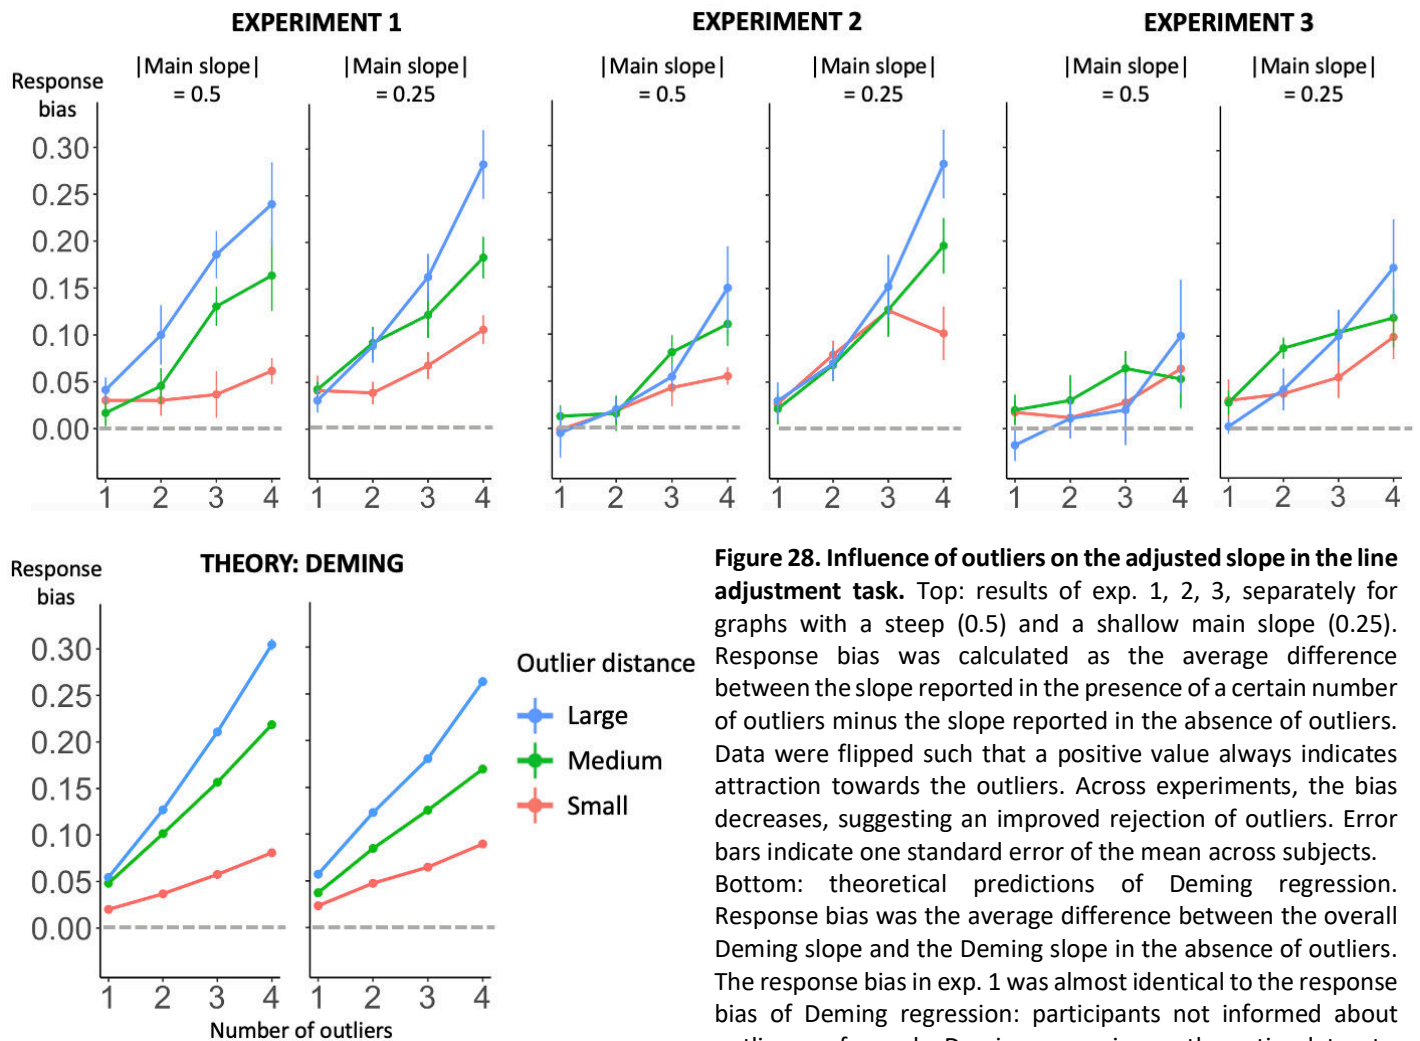 EXPERIMENT 1
EXPERIMENT 2
EXPERIMENT 3
Response
bias
|Main slope|
= 0.5
|Main slope|
= 0.25
|Main slope|
= 0.5
|Main slope|
= 0.25
|Main slope|
= 0.5
|Main slope|
= 0.25
0.30
0.25
0.20
0.15
0.10
0.05
0.00
1 2 3 4
1 2 3 4
1 2 3 4
1 2 3 4
1 2 3 4
1 2 3 4
THEORY: DEMING
Response
bias
0.30
0.25
0.20
0.15
0.10
0.05
0.00
1 2 3 4
1 2 3 4
Number of outliers
Outlier distance
Large
Medium
Small
Figure 28. Influence of outliers on the adjusted slope in the line
adjustment task. Top: results of exp. 1, 2, 3, separately for
graphs with a steep (0.5) and a shallow main slope (0.25).
Response bias was calculated as the average difference
between the slope reported in the presence of a certain number
of outliers minus the slope reported in the absence of outliers.
Data were flipped such that a positive value always indicates
attraction towards the outliers. Across experiments, the bias
decreases, suggesting an improved rejection of outliers. Error
bars indicate one standard error of the mean across subjects.
Bottom: theoretical predictions of Deming regression.
Response bias was the average difference between the overall
Deming slope and the Deming slope in the absence of outliers.
The response bias in exp. 1 was almost identical to the response
bias of Deming regression: participants not informed about